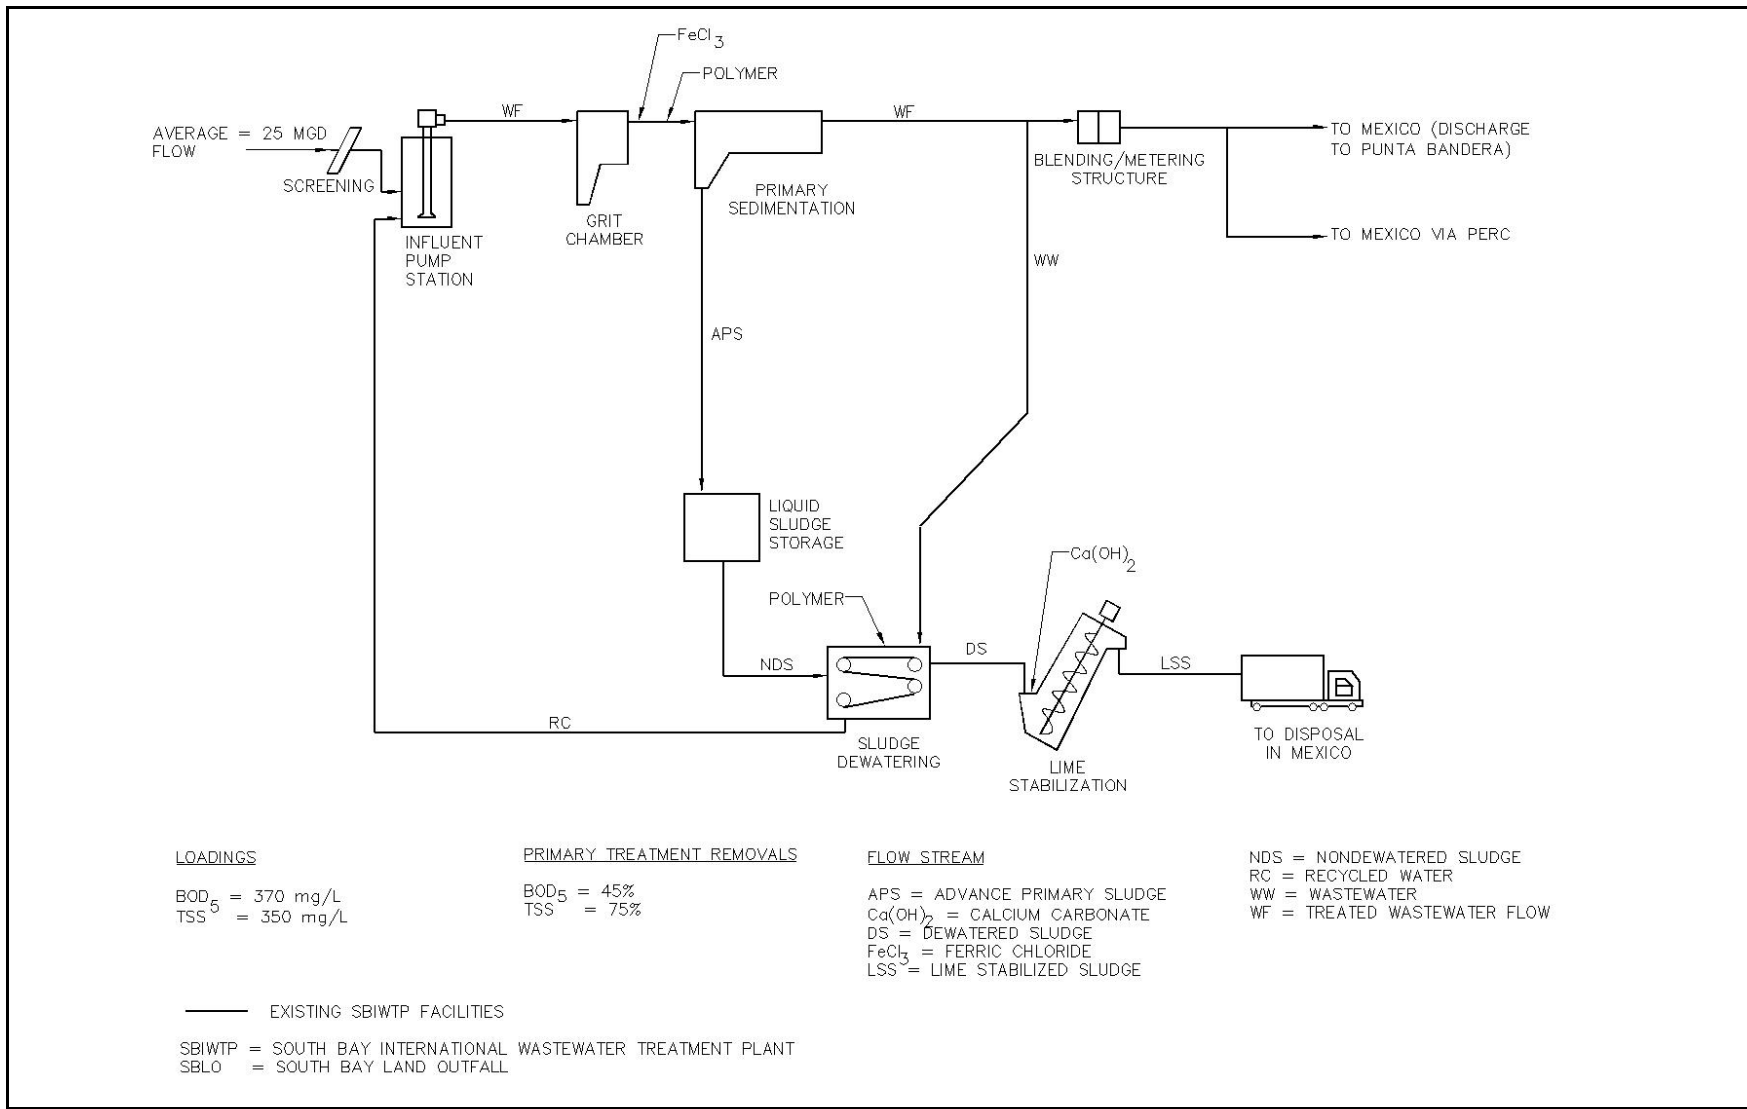 FeCl3
POLYMER
WF
WF
AVERAGE = 25 MGD
FLOW
SCREENING
TO MEXICO (DISCHARGE
TO PUNTA BANDERA)
BLENDING/METERING
STRUCTURE
PRIMARY
SEDIMENTATION
GRIT
CHAMBER
INFLUENT
PUMP
STATION
TO MEXICO VIA PERC
WW
APS
LIQUID
SLUDGE
STORAGE
Ca(OH)2
POLYMER
NDS
DS
LSS
RC
SLUDGE
DEWATERING
LIME
STABILIZATION
TO DISPOSAL
IN MEXICO
LOADINGS
BOD5 = 370 mg/L
TSS = 350 mg/L
PRIMARY TREATMENT REMOVALS
BOD5 = 45%
TSS = 75%
FLOW STREAM
APS = ADVANCE PRIMARY SLUDGE
Ca(OH)2 = CALCIUM CARBONATE
DS = DEWATERED SLUDGE
FeCl3 = FERRIC CHLORIDE
LSS = LIME STABILIZED SLUDGE
NDS = NONDEWATERED SLUDGE
RC = RECYCLED WATER
WW = WASTEWATER
WF = TREATED WASTEWATER FLOW
EXISTING SBIWTP FACILITIES
SBIWTP = SOUTH BAY INTERNATIONAL WASTEWATER TREATMENT PLANT
SBLO = SOUTH BAY LAND OUTFALL